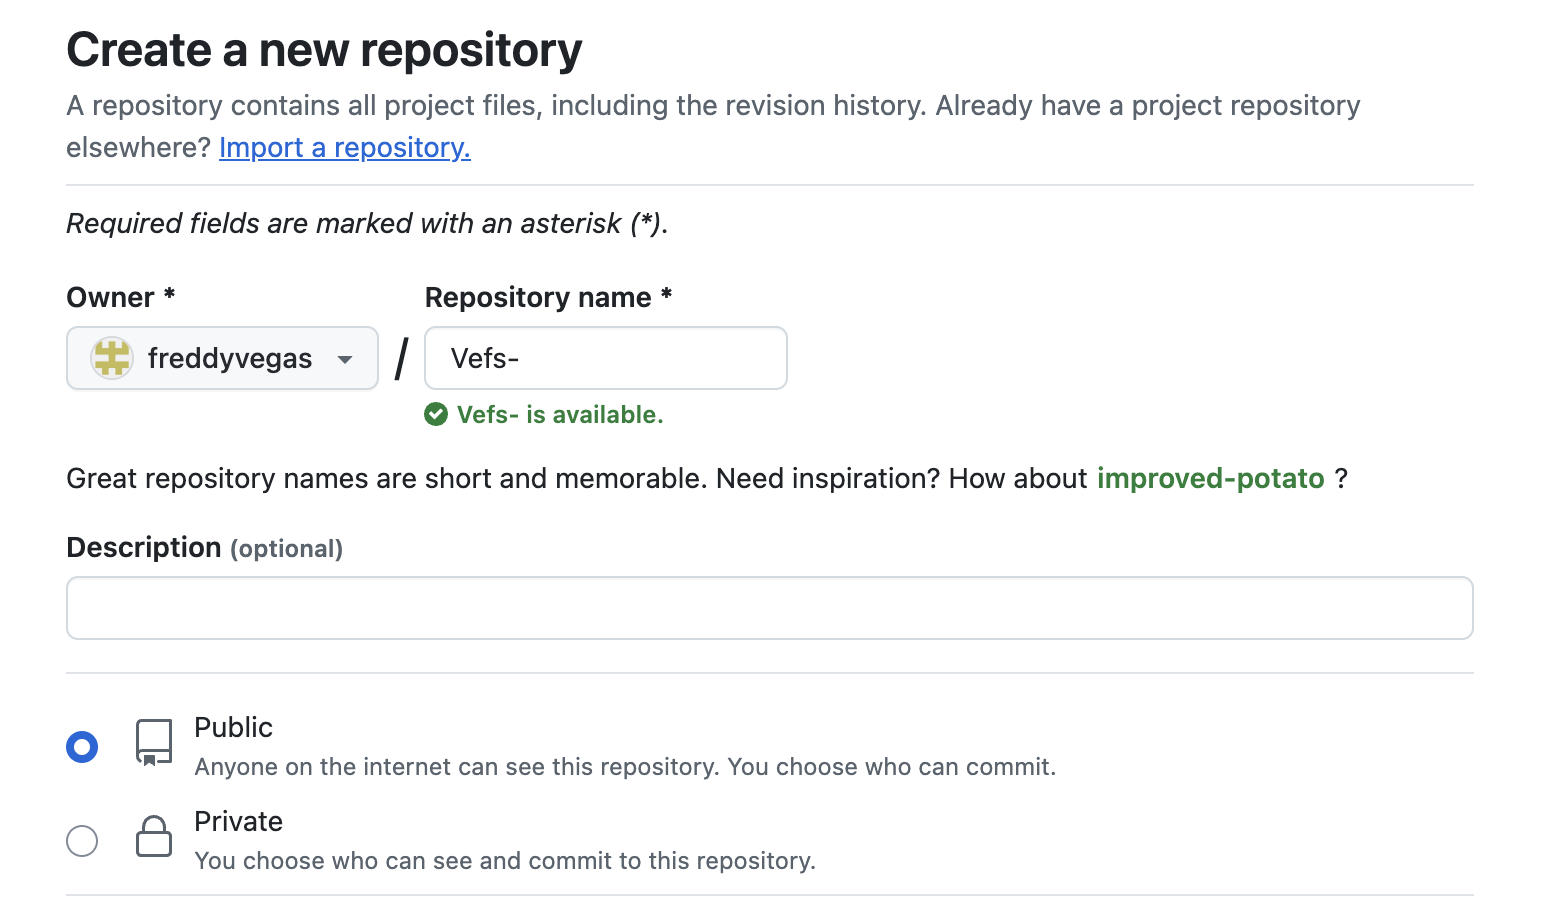 Create a new repository
A repository contains all project files, including the revision history. Already have a project repository
elsewhere? Import a repository.
Required fields are marked with an asterisk (*).
Owner * Repository name *
freddyvegas / Vefs-
Vefs- is available.
Great repository names are short and memorable. Need inspiration? How about improved-potato ?
Description (optional)
Public
Anyone on the internet can see this repository. You choose who can commit.
Private
You choose who can see and commit to this repository.